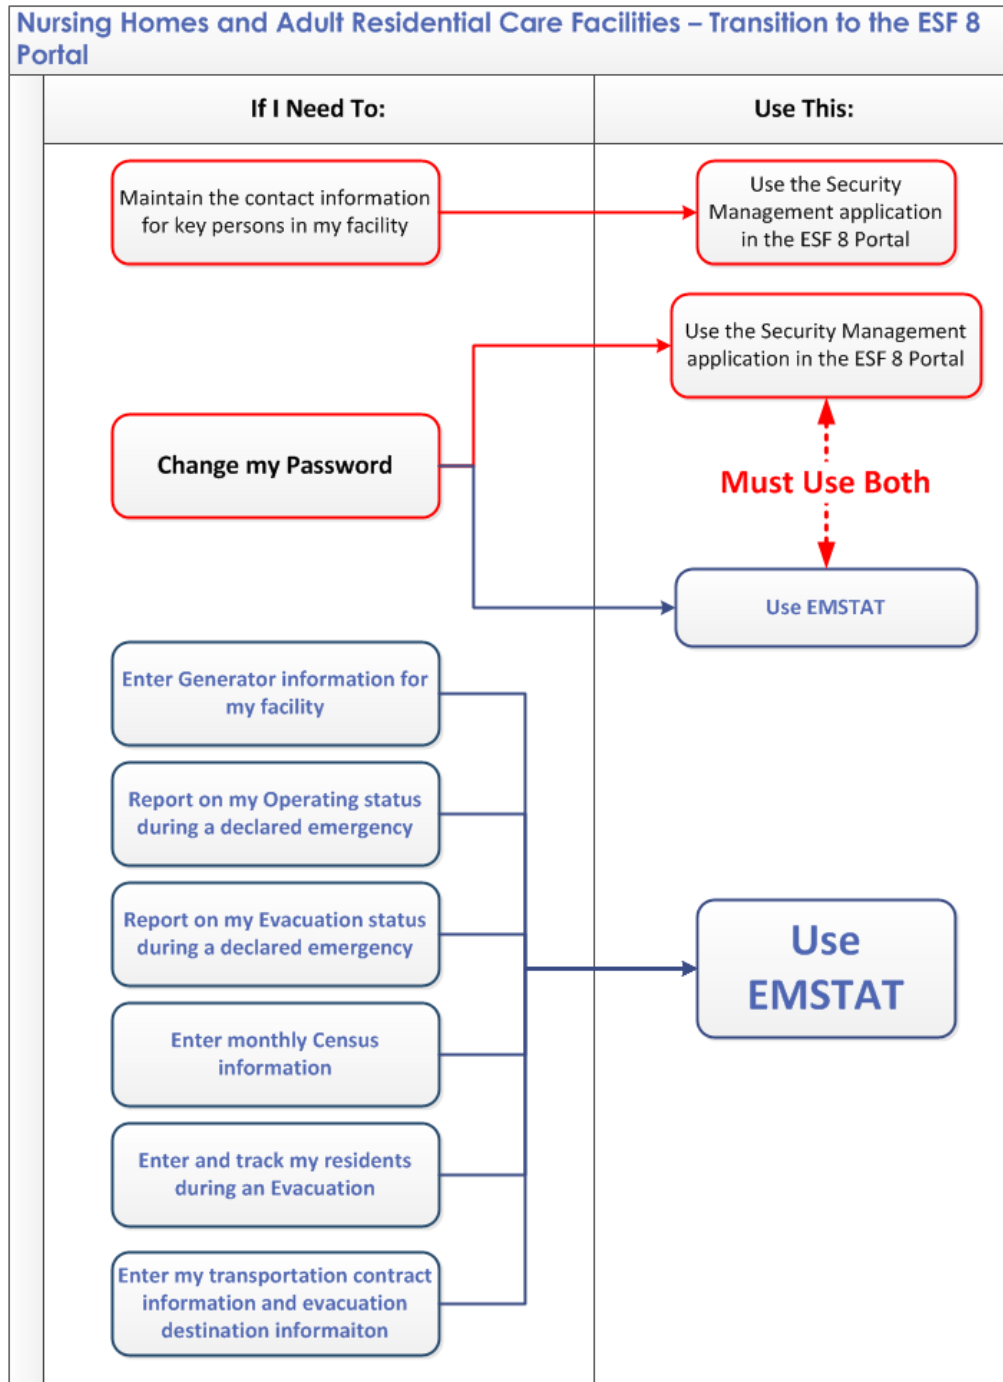 Nursing Homes and Adult Residential Care Facilities – Transition to the ESF 8
Portal
If I Need To:
Use This:
Maintain the contact information
for key persons in my facility
Use the Security
Management application
in the ESF 8 Portal
Use the Security Management
application in the ESF 8 Portal
Change my Password
Must Use Both
Use EMSTAT
Enter Generator information for
my facility
Report on my Operating status
during a declared emergency
Report on my Evacuation status
during a declared emergency
Use
EMSTAT
Enter monthly Census
information
Enter and track my residents
during an Evacuation
Enter my transportation contract
information and evacuation
destination informaiton